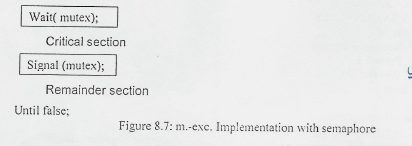 Wait( mutex);
Critical section
Signal (mutex);
Remainder section
Until false;
Figure 8.7: m.-exc. Implementation with semaphore